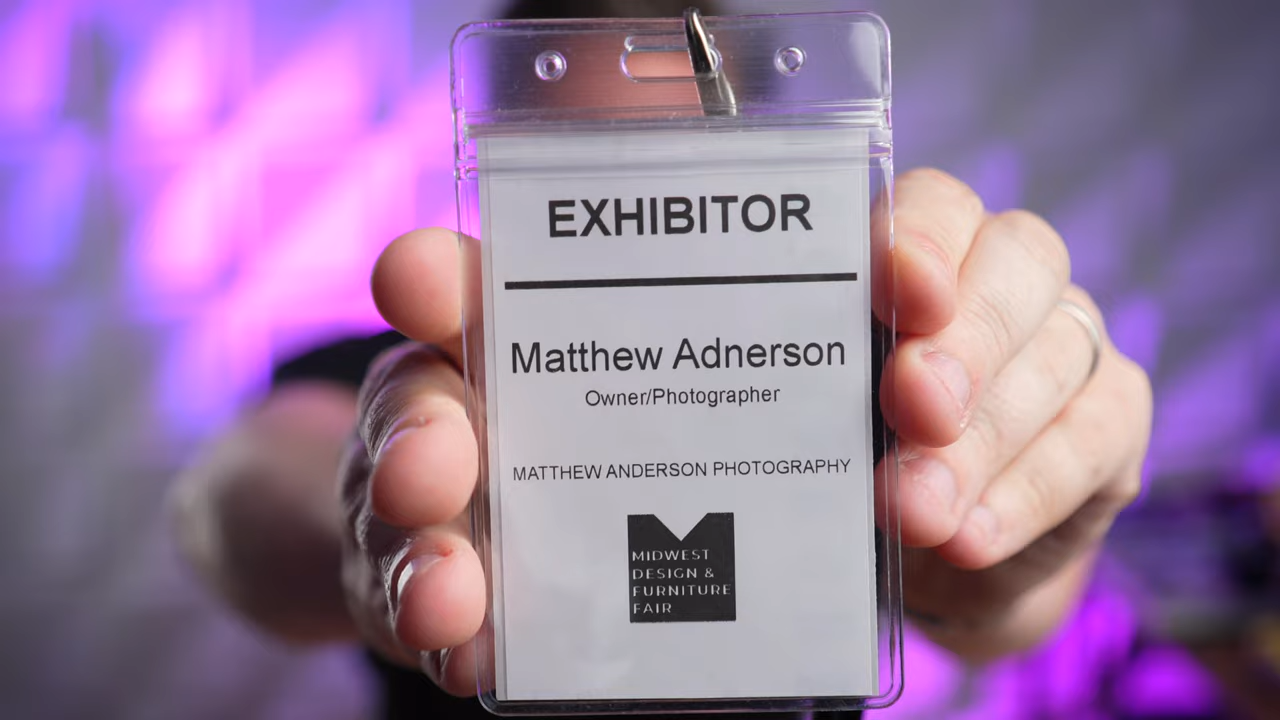 EXHIBITOR
Matthew Adnerson
Owner/Photographer
MATTHEW ANDERSON PHOTOGRAPHY
MIDWEST
DESIGN &
FURNITURE
FAIR